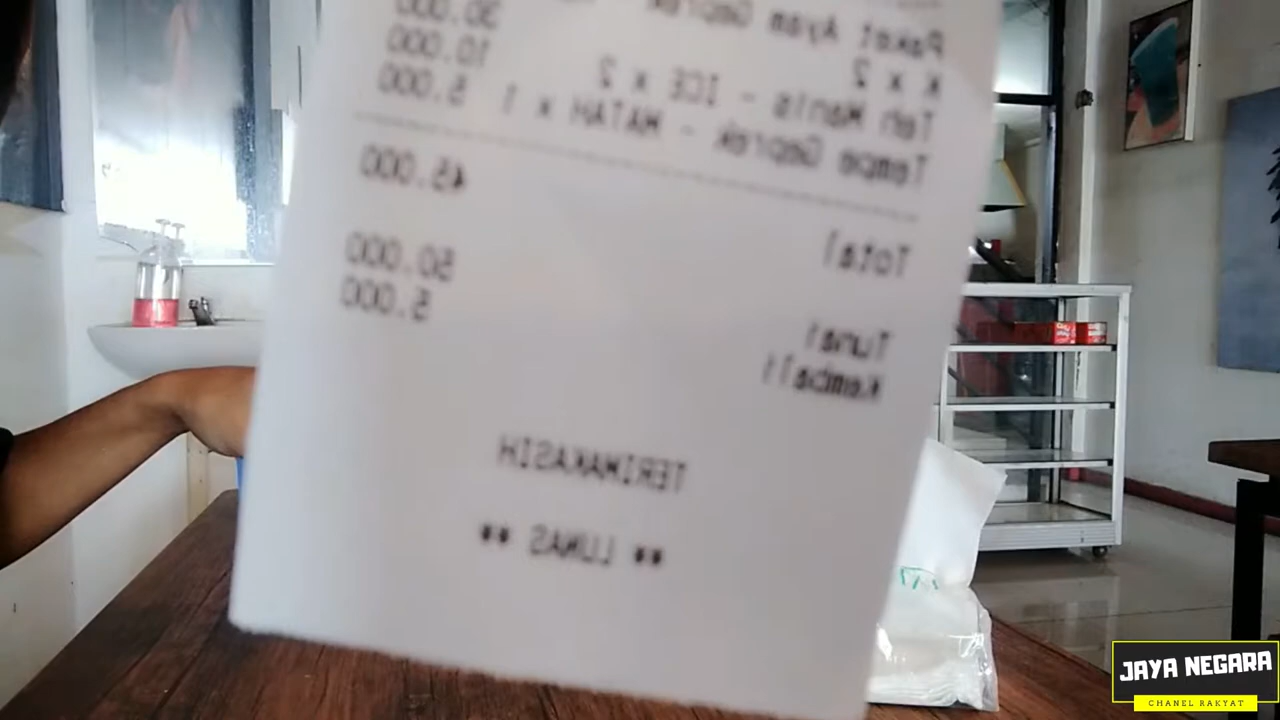 Paket Ayam Geprek -
K x 2 30.000
Teh Manis - ICE x 2 10.000
Tempe Geprek - MATAH x 1 5.000
Total 45.000
Tunai 50.000
Kembali 5.000
TERIMAKASIH
** LUNAS **
JAYA NEGARA
CHANEL RAKYAT